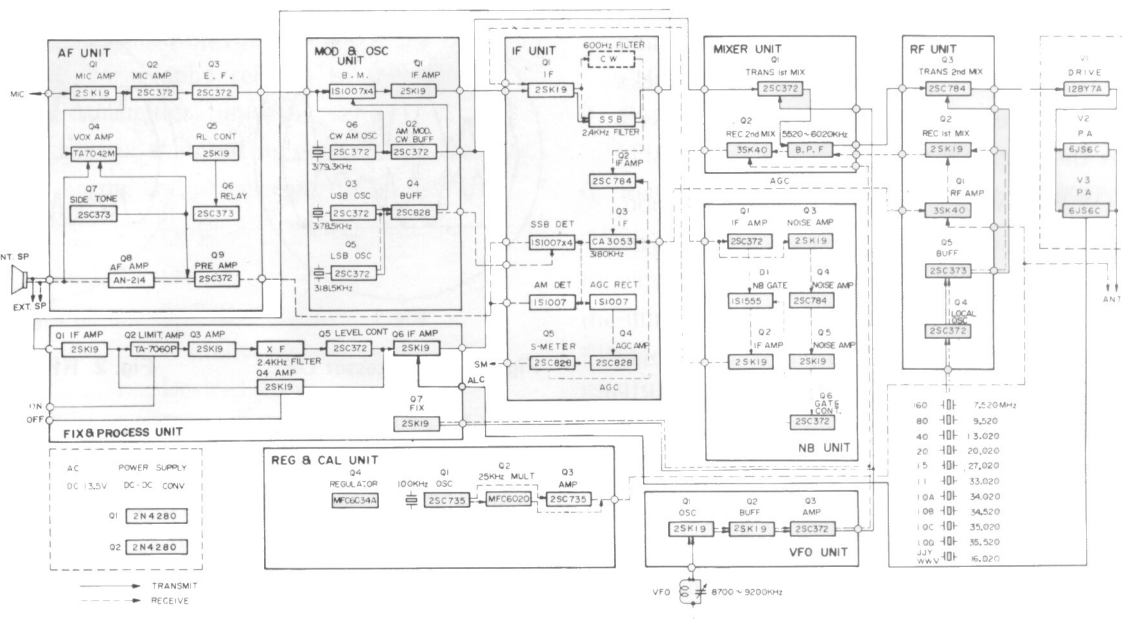 AF UNIT
Q1
MIC AMP
Q2
MIC AMP
Q3
E. F.
MIC
2SK19
2SC372
2SC372
Q4
VOX AMP
TA7042M
Q5
RL CONT
2SK19
Q7
SIDE TONE
2SC373
Q6
RELAY
2SC373
NT. SP
EXT. SP
Q8
AF AMP
AN-214
Q9
PRE AMP
2SC372
MOD & OSC
UNIT
B. M.
1S1007x4
Q1
IF AMP
2SK19
Q6
CW AM OSC
2SC372
3179.3KHz
Q2
AM MOD.
CW BUFF
2SC372
Q3
USB OSC
2SC372
3178.5KHz
Q4
BUFF
2SC828
Q5
LSB OSC
2SC372
3181.5KHz
IF UNIT
600Hz FILTER
CW
Q1
IF
2SK19
SSB
2.4KHz FILTER
Q2
IF AMP
2SC784
SSB DET
1S1007x4
Q3
IF
CA3053
3180KHz
AM DET
1S1007
AGC RECT
1S1007
Q5
S-METER
2SC828
Q4
AGC AMP
2SC828
SM
AGC
MIXER UNIT
Q1
TRANS 1st MIX
2SC372
Q2
REC 2nd MIX
3SK40
5520~6020KHz
B. P. F
AGC
RF UNIT
Q3
TRANS 2nd MIX
2SC784
Q2
REC 1st MIX
2SK19
Q1
RF AMP
3SK40
Q5
BUFF
2SC373
Q4
LOCAL
OSC
2SC372
V1
DRIVE
12BY7A
V2
P A
6JS6C
V3
P.A
6JS6C
ANT
Q1
IF AMP
2SC372
Q3
NOISE AMP
2SK19
D1
NB GATE
1S1555
Q4
NOISE AMP
2SC784
Q2
IF AMP
2SK19
Q5
NOISE AMP
2SK19
Q6
GATE
CONT.
2SC372
NB UNIT
Q1 IF AMP
2SK19
Q2 LIMIT. AMP
TA-7060P
Q3 AMP
2SK19
X F
2.4KHz FILTER
Q4 AMP
2SK19
Q5 LEVEL CONT
2SC372
Q6 IF AMP
2SK19
ALC
Q7
FIX
2SK19
ON
OFF
FIX & PROCESS UNIT
AC POWER SUPPLY
DC 13.5V DC-DC CONV
Q1 2N4280
Q2 2N4280
TRANSMIT
RECEIVE
REG & CAL UNIT
Q4
REGULATOR
MFC6034A
100KHz
Q1
OSC
2SC735
Q2
25KHz MULT
MFC6020
Q3
AMP
2SC735
Q1
OSC
2SK19
Q2
BUFF
2SK19
Q3
AMP
2SC372
VFO UNIT
VFO
8700 ~ 9200KHz
160 7,520MHz
80 9,520
40 13,020
20 20,020
15 27,020
11 33,020
10A 34,020
10B 34,520
10C 35,020
10D 35,520
JJY
WWV 16,020